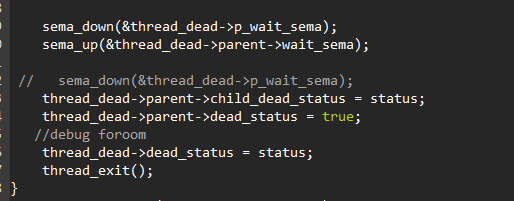 sema_down(&thread_dead->p_wait_sema);
sema_up(&thread_dead->parent->wait_sema);
// sema_down(&thread_dead->p_wait_sema);
thread_dead->parent->child_dead_status = status;
thread_dead->parent->dead_status = true;
//debug foroom
thread_dead->dead_status = status;
thread_exit();
}